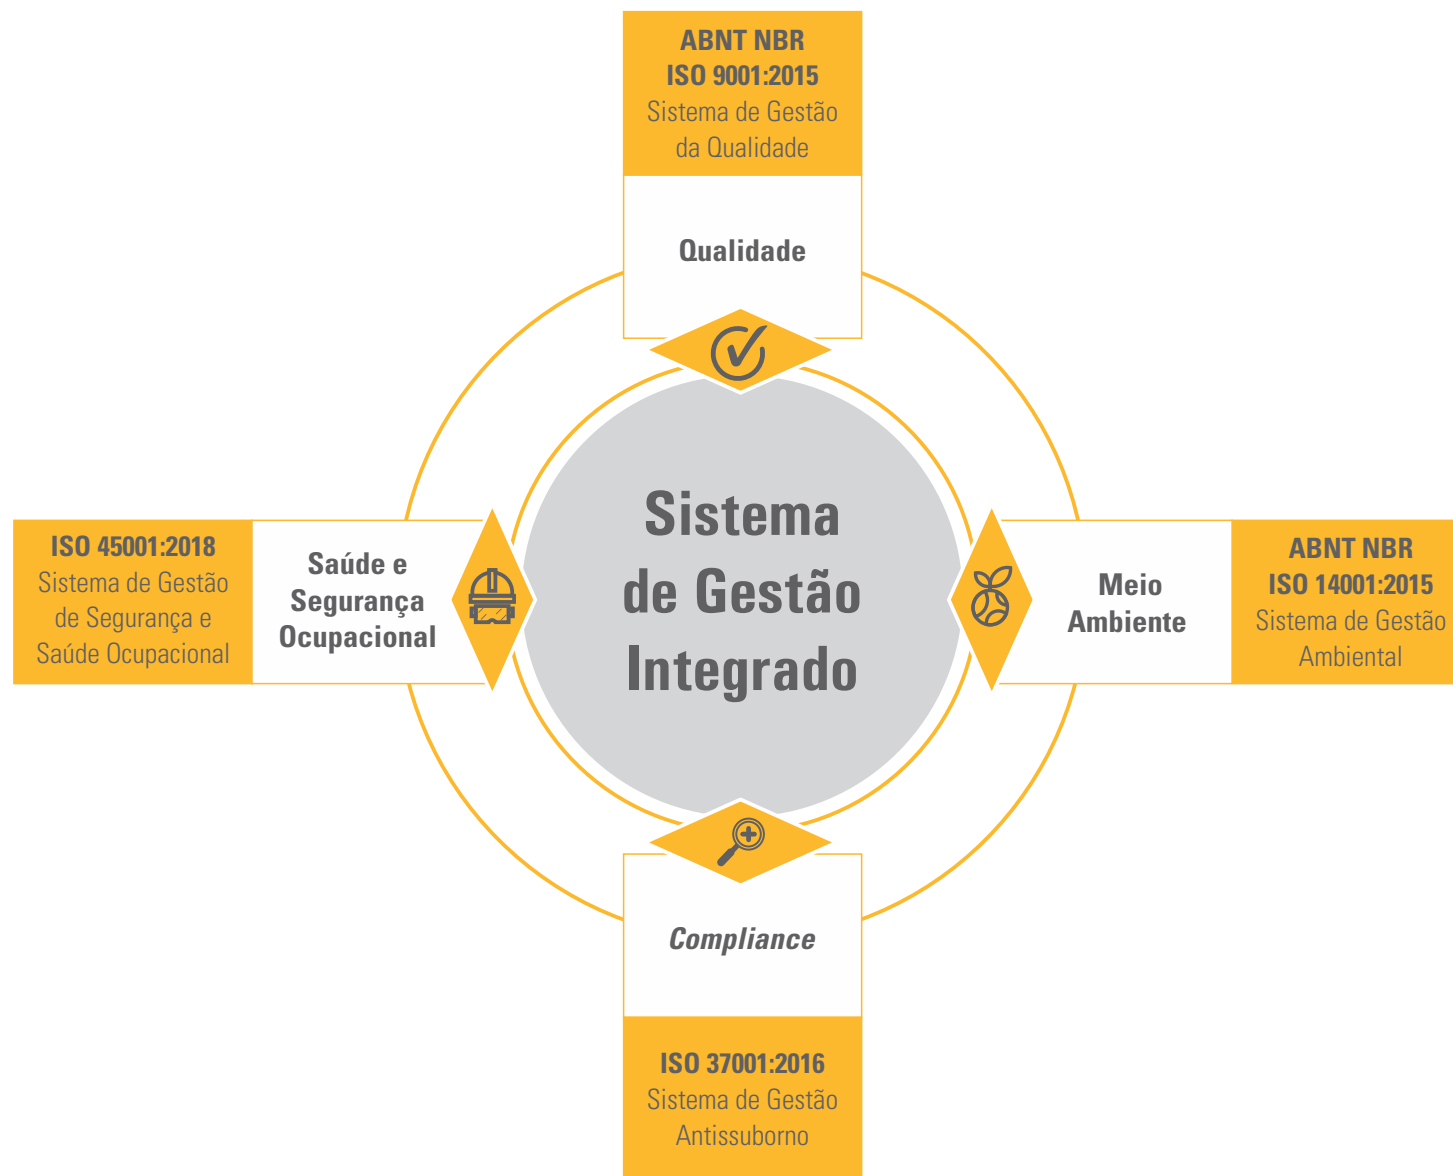 ABNT NBR
ISO 9001:2015
Sistema de Gestão
da Qualidade
Qualidade
Sistema
de Gestão
Integrado
ISO 45001:2018
Sistema de Gestão
de Segurança e
Saúde Ocupacional
Saúde e
Segurança
Ocupacional
Meio
Ambiente
ABNT NBR
ISO 14001:2015
Sistema de Gestão
Ambiental
Compliance
ISO 37001:2016
Sistema de Gestão
Antissuborno